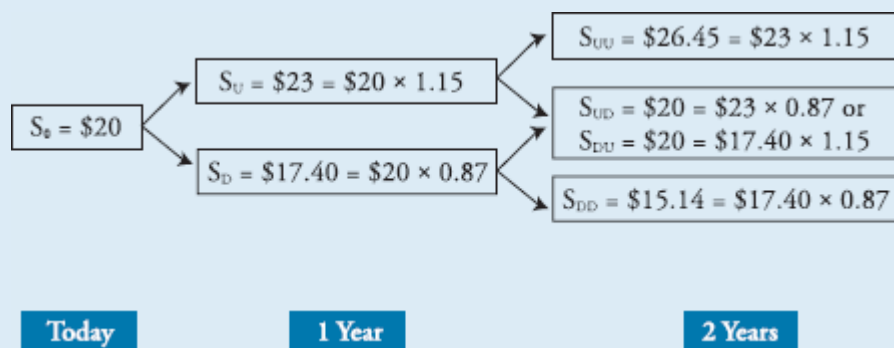 S₀ = $20
S_U = $23 = $20 × 1.15
S_D = $17.40 = $20 × 0.87
S_UU = $26.45 = $23 × 1.15
S_UD = $20 = $23 × 0.87 or
S_DU = $20 = $17.40 × 1.15
S_DD = $15.14 = $17.40 × 0.87
Today
1 Year
2 Years